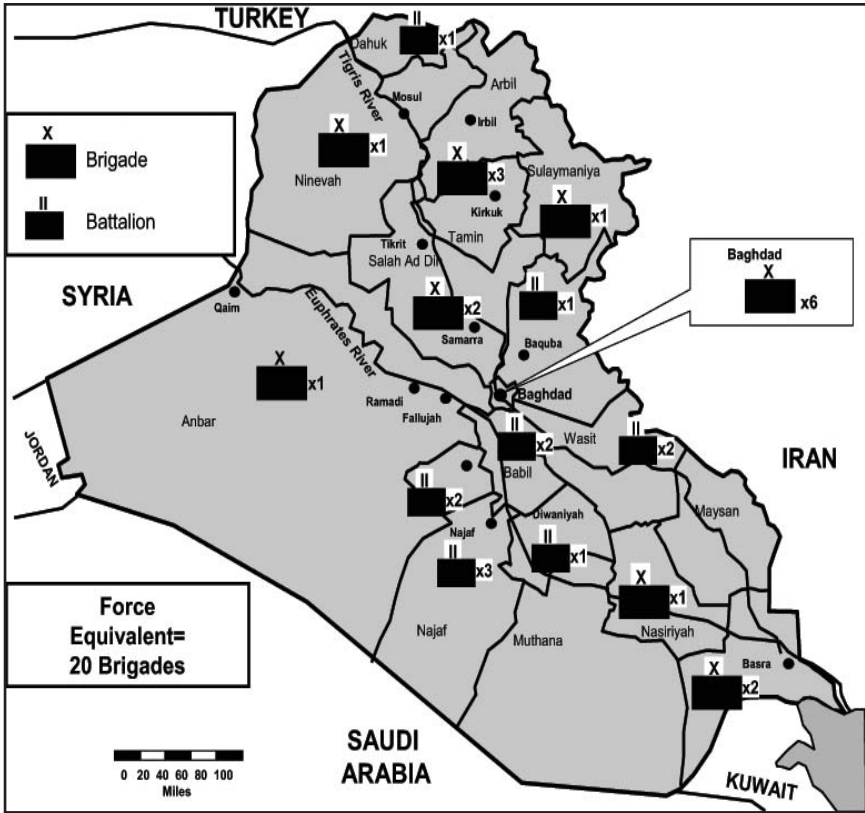 TURKEY
II
x1
Dahuk
Tigris River
Arbil
Mosul
Irbil
X
Brigade
II
Battalion
X
x1
Ninevah
X
x3
Kirkuk
Tamin
Sulaymaniya
X
x1
Tikrit
Salah Ad Din
SYRIA
Qaim
Euphrates River
X
x2
Samarra
II
x1
Baquba
Baghdad
X
x6
Baghdad
X
x1
Anbar
Ramadi
Fallujah
JORDAN
II
x2
Babil
Wasit
II
x2
IRAN
Maysan
II
x2
Najaf
Diwaniyah
II
x1
II
x3
Najaf
Muthana
X
x1
Nasiriyah
Basra
X
x2
Force
Equivalent=
20 Brigades
SAUDI
ARABIA
KUWAIT
0 20 40 60 80 100
Miles